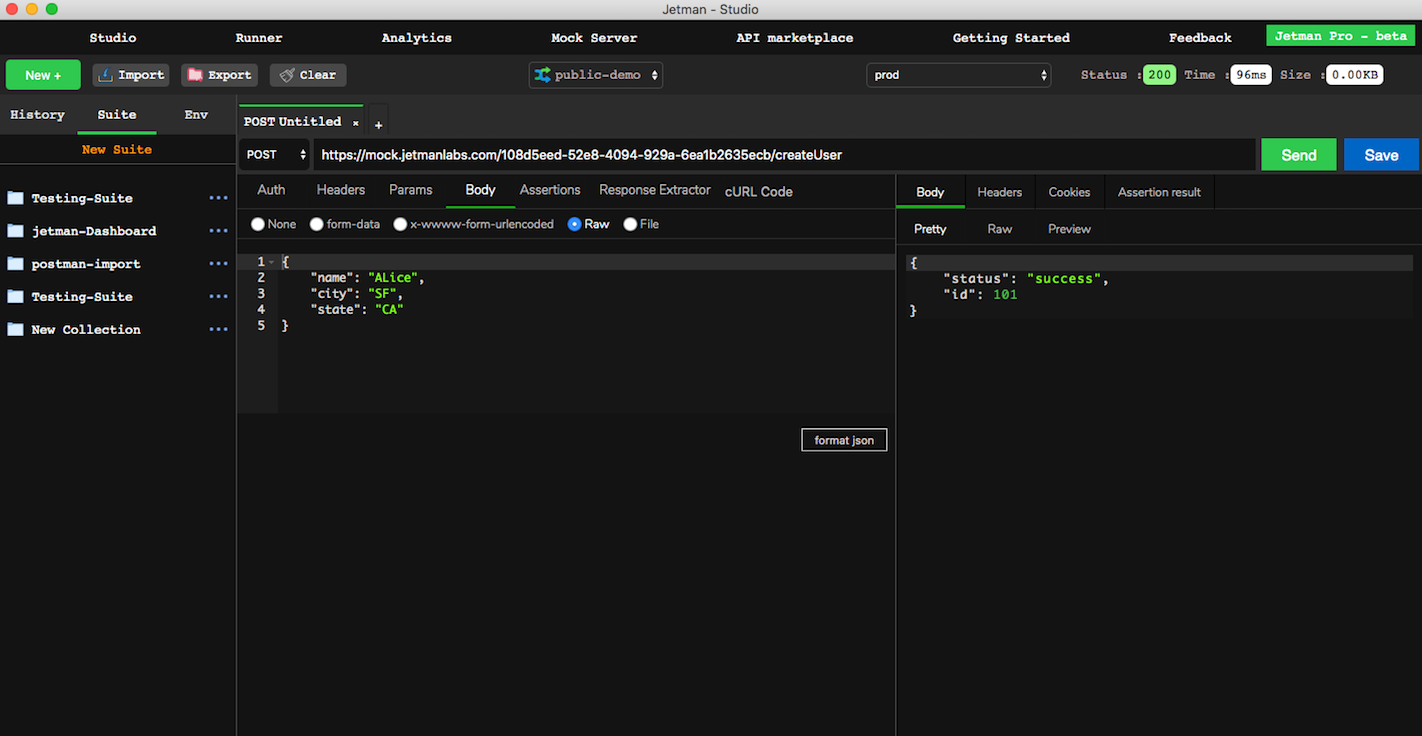 Jetman - Studio
Studio Runner Analytics Mock Server API marketplace Getting Started Feedback Jetman Pro - beta
New + Import Export Clear public-demo prod Status : 200 Time : 96ms Size : 0.00KB
History Suite Env
New Suite
Testing-Suite
jetman-Dashboard
postman-import
Testing-Suite
New Collection
POST Untitled × +
POST https://mock.jetmanlabs.com/108d5eed-52e8-4094-929a-6ea1b2635ecb/createUser Send Save
Auth Headers Params Body Assertions Response Extractor cURL Code
None form-data x-wwww-form-urlencoded Raw File
1 {
2 "name": "ALice",
3 "city": "SF",
4 "state": "CA"
5 }
format json
Body Headers Cookies Assertion result
Pretty Raw Preview
{
"status": "success",
"id": 101
}